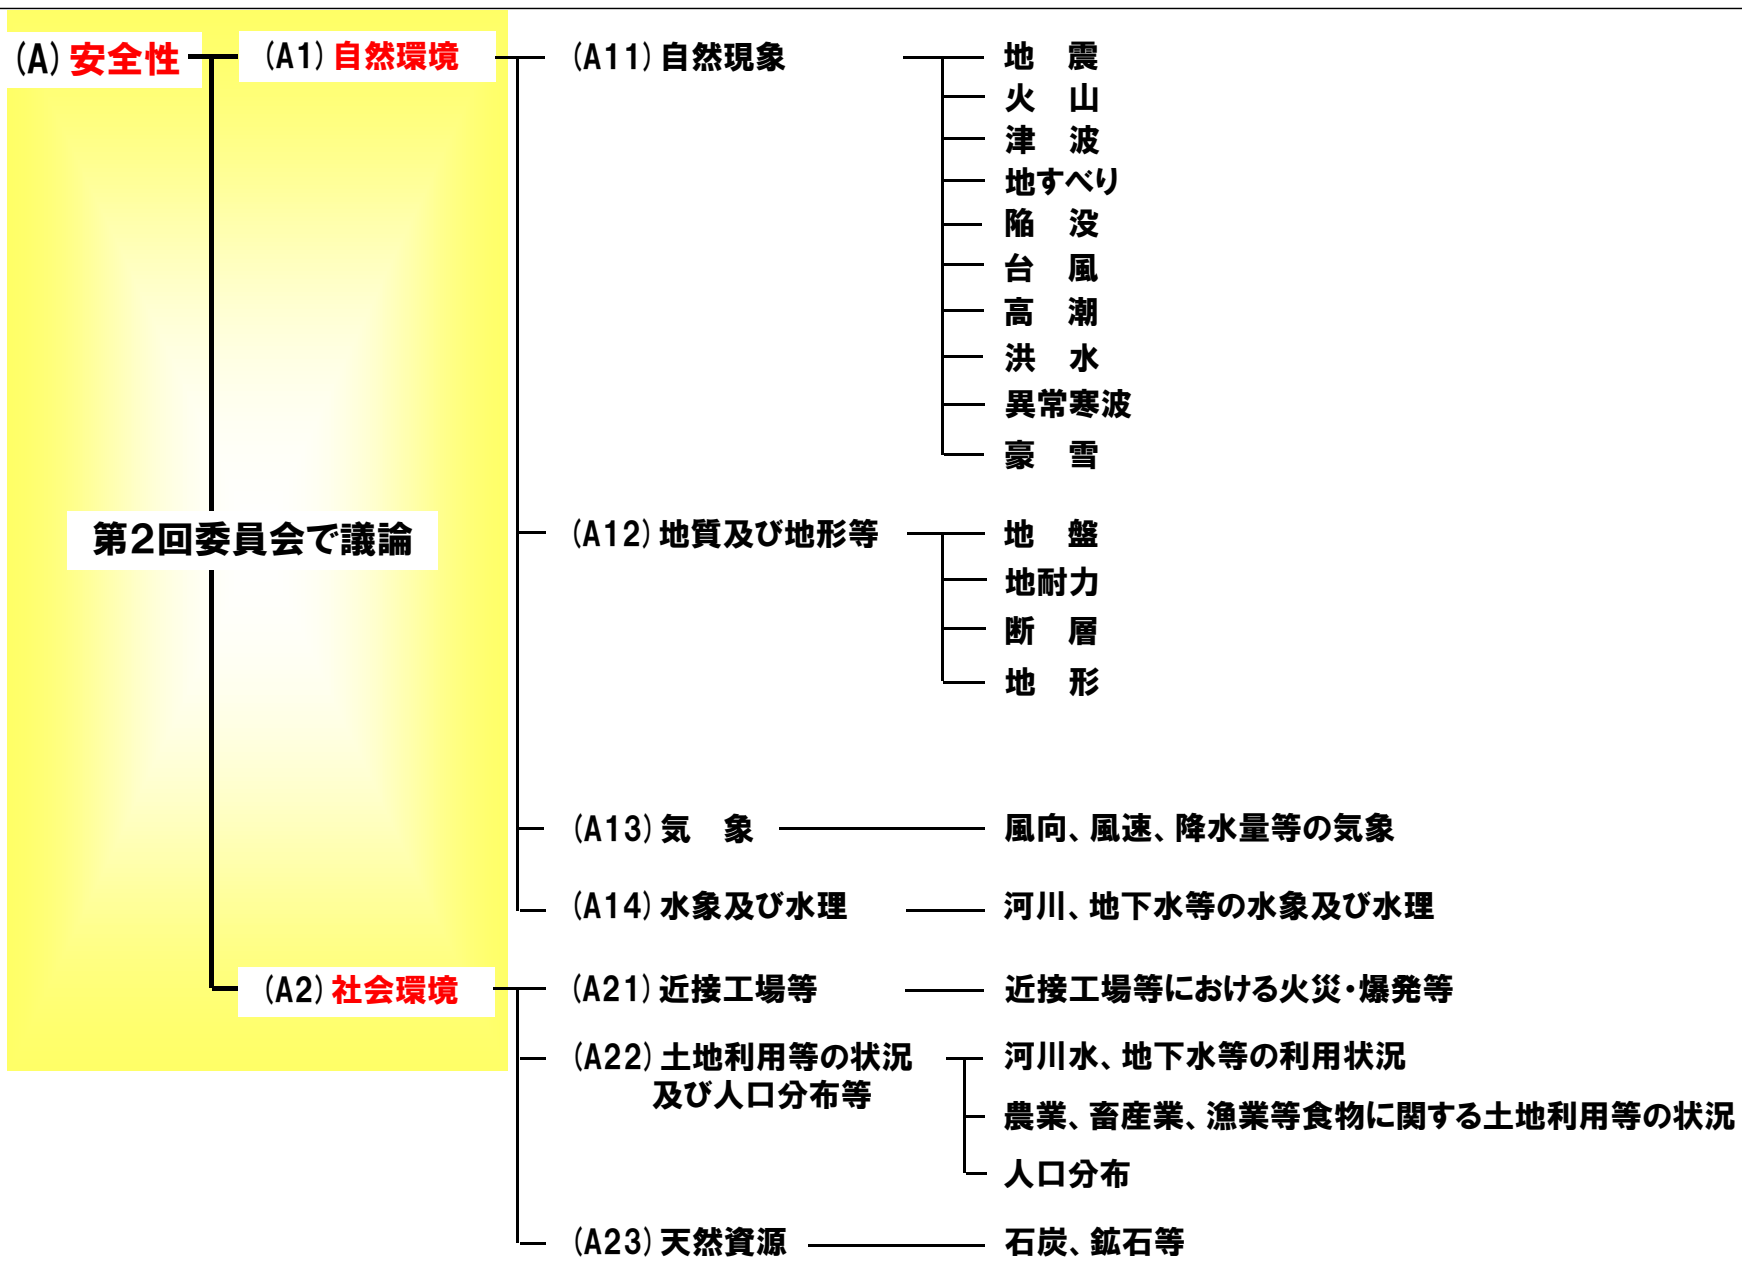 (A)安全性
(A1)自然環境
(A11)自然現象
地　震
火　山
津　波
地すべり
陥　没
台　風
高　潮
洪　水
異常寒波
豪　雪
第2回委員会で議論
(A12)地質及び地形等
地　盤
地耐力
断　層
地　形
(A13)気　象
風向、風速、降水量等の気象
(A14)水象及び水理
河川、地下水等の水象及び水理
(A2)社会環境
(A21)近接工場等
近接工場等における火災・爆発等
(A22)土地利用等の状況
及び人口分布等
河川水、地下水等の利用状況
農業、畜産業、漁業等食物に関する土地利用等の状況
人口分布
(A23)天然資源
石炭、鉱石等